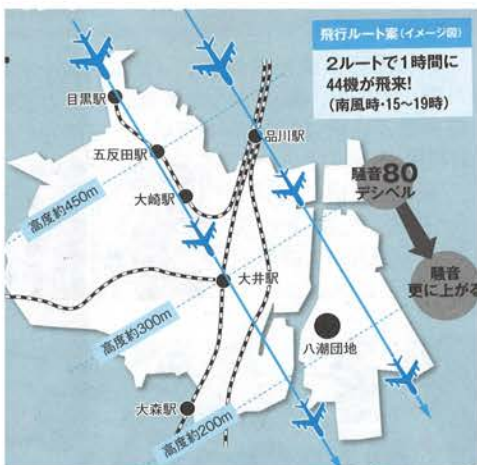 飛行ルート案(イメージ図)
2ルートで1時間に
44機が飛来!
(南風時・15~19時)
目黒駅
品川駅
五反田駅
大崎駅
高度約450m
騒音80
デシベル
大井駅
騒音
更に上がる
高度約300m
八潮団地
大森駅
高度約200m